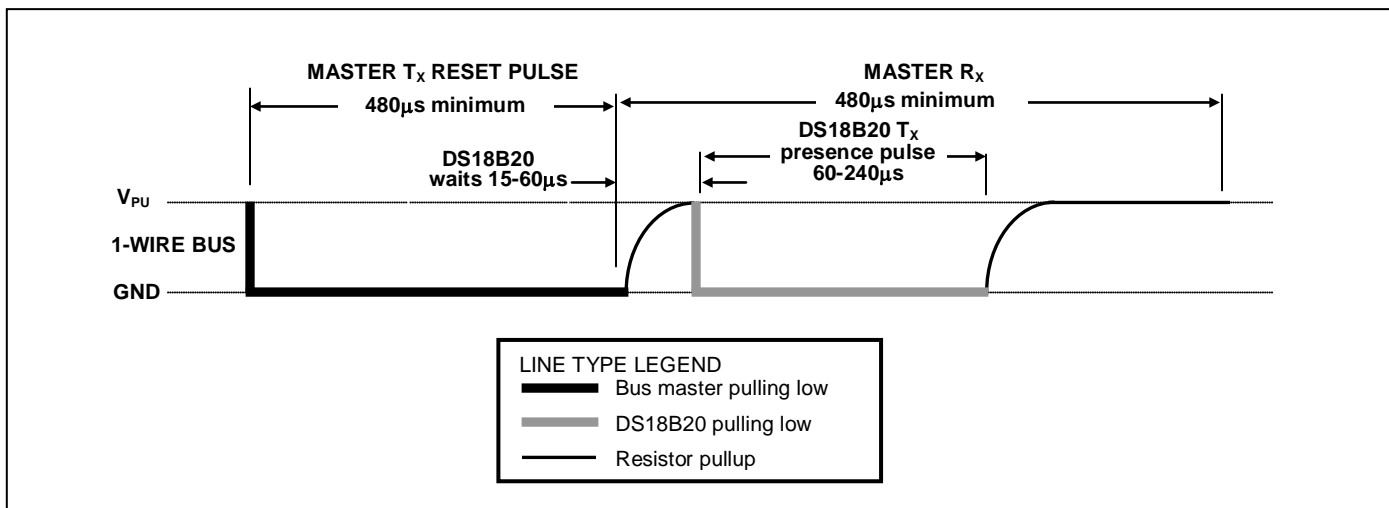 MASTER TX RESET PULSE
480μs minimum
MASTER RX
480μs minimum
DS18B20 TX
presence pulse
60-240μs
DS18B20
waits 15-60μs
VPU
1-WIRE BUS
GND
LINE TYPE LEGEND
Bus master pulling low
DS18B20 pulling low
Resistor pullup